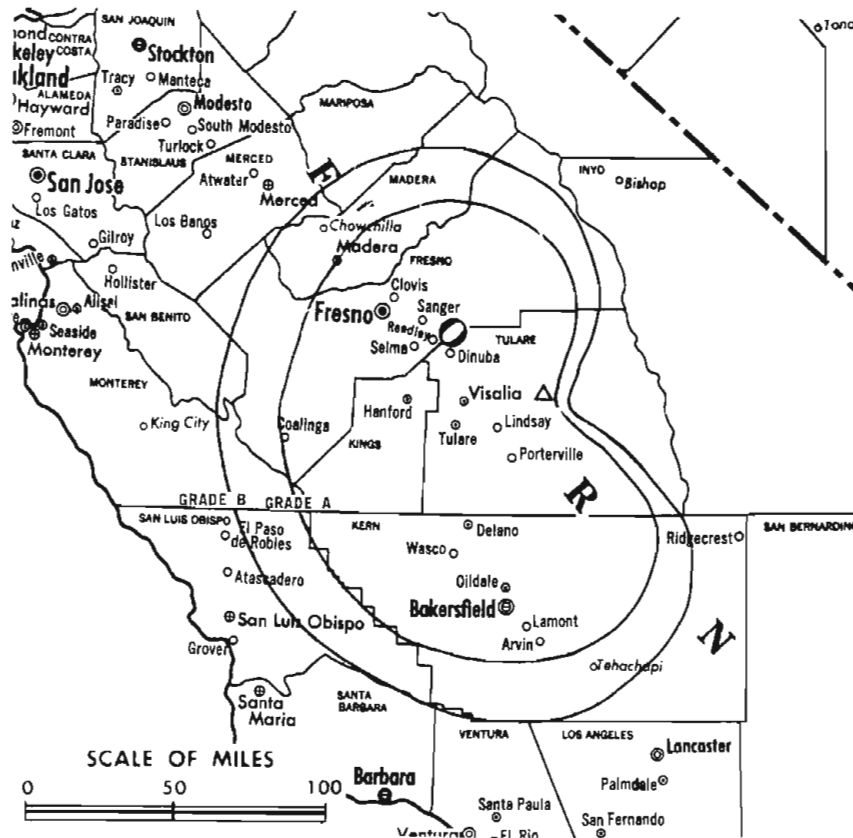 SAN JOAQUIN
mond
CONTRA
COSTA
Stockton
keley
Tono
kland
Tracy
Manteca
ALAMEDA
Hayward
Modesto
MARIPOSA
Fremont
Paradise
South Modesto
Turlock
SANTA CLARA
STANISLAUS
MERCED
F
MADERA
INYO
San Jose
Atwater
Merced
Bishop
Los Gatos
Los Banos
Chowchilla
Gilroy
Madera
nville
FRESNO
Hollister
Clovis
alinas
Alisal
SAN BENITO
Fresno
Sanger
Seaside
Reedley
TULARE
Monterey
Selma
Dinuba
MONTEREY
Hanford
Visalia
King City
Coalinga
Tulare
Lindsay
KINGS
Porterville
GRADE B
GRADE A
R
SAN LUIS OBISPO
El Paso
de Robles
KERN
Delano
Ridgecrest
SAN BERNARDINO
Wasco
Atascadero
Oildale
Bakersfield
San Luis Obispo
Lamont
Arvin
Grover
N
Tehachapi
Santa
Maria
SANTA
BARBARA
VENTURA
LOS ANGELES
SCALE OF MILES
Lancaster
0 50 100
Barbara
Palmdale
Santa Paula
San Fernando
Ventura
El Rio